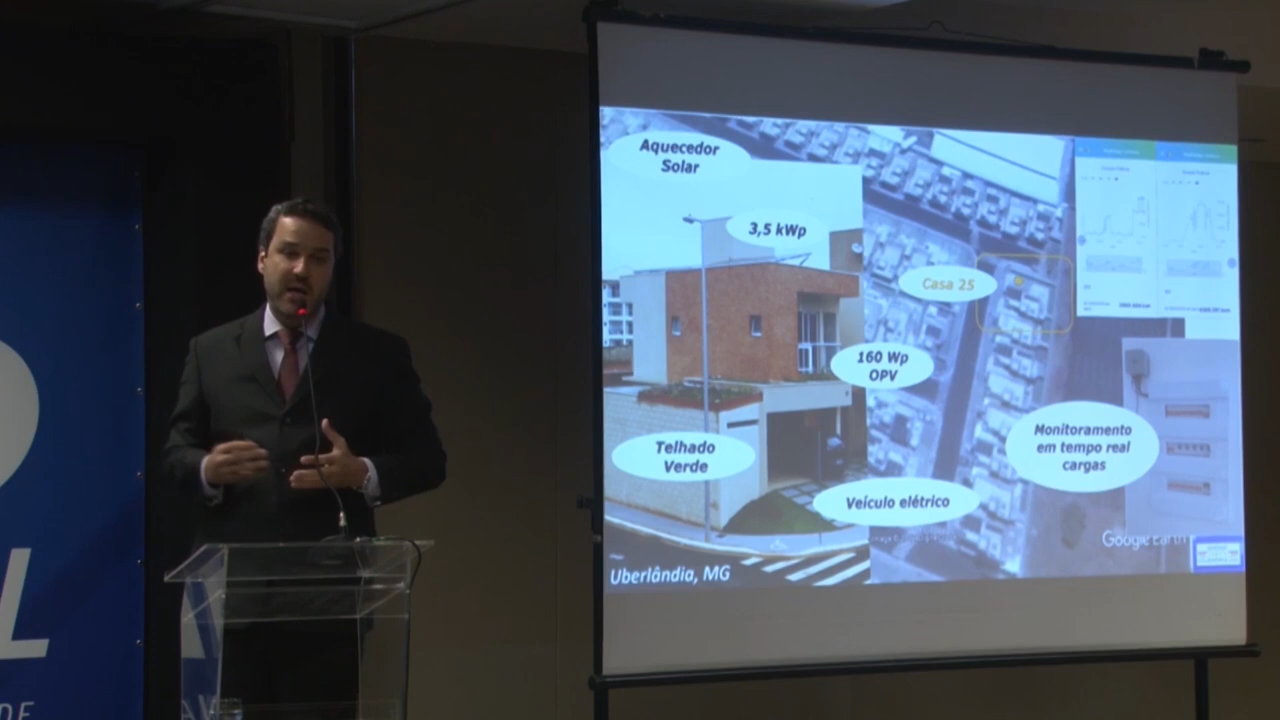 Aquecedor
Solar
3,5 kWp
Casa 25
160 Wp
OPV
Monitoramento
em tempo real
cargas
Telhado
Verde
Veículo elétrico
Google Earth
Uberlândia, MG
L
DE